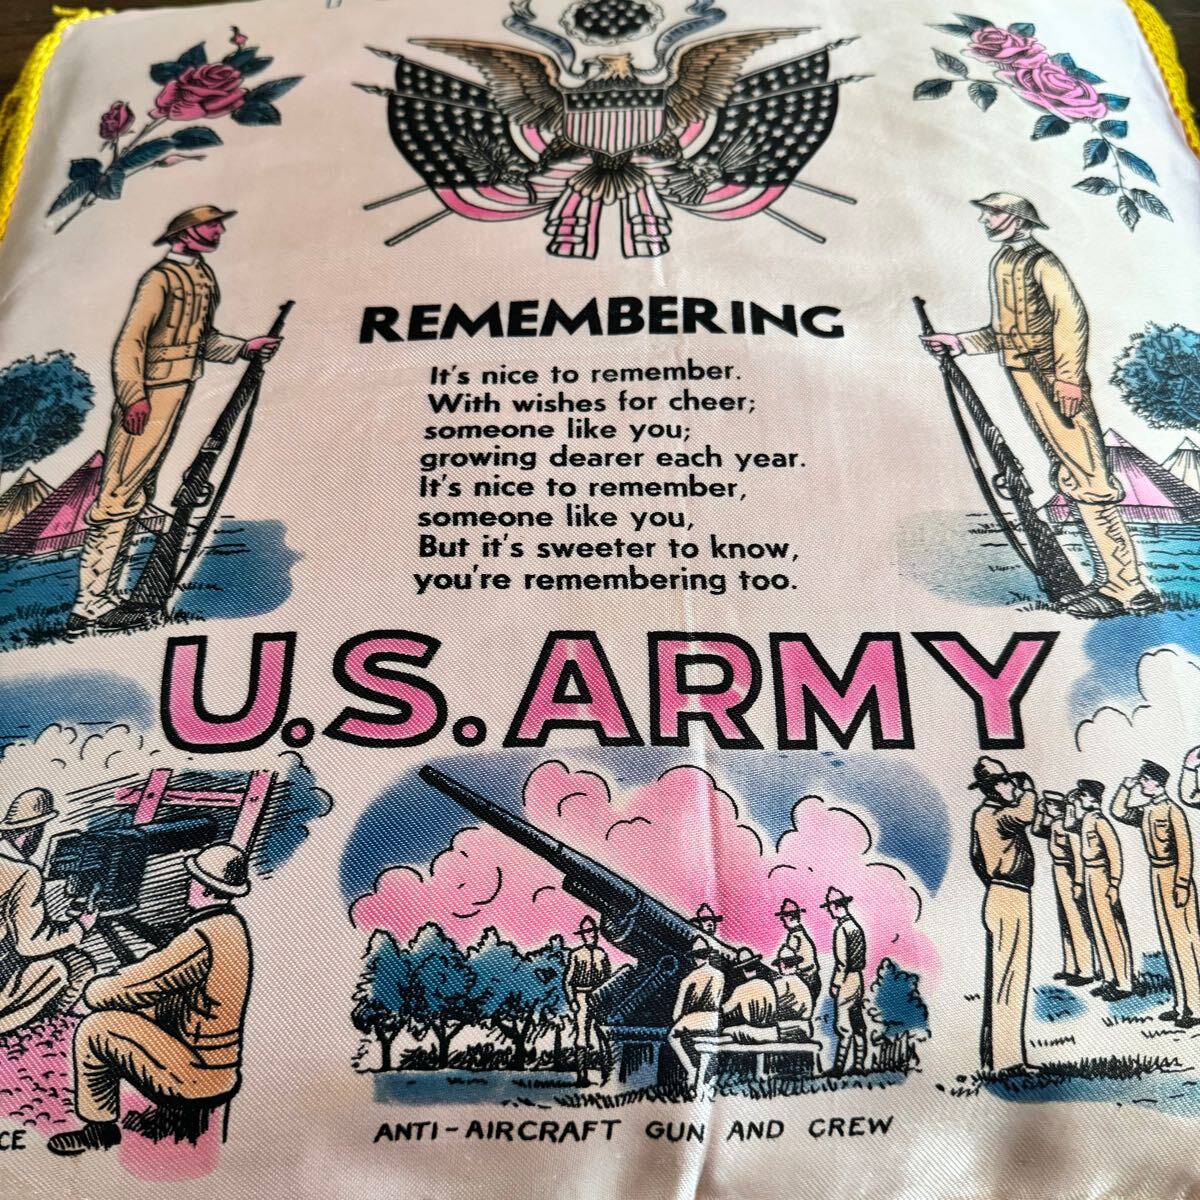 REMEMBERING
It's nice to remember.
With wishes for cheer;
someone like you;
growing dearer each year.
It's nice to remember,
someone like you,
But it's sweeter to know,
you're remembering too.
U.S. ARMY
CE
ANTI-AIRCRAFT GUN AND CREW